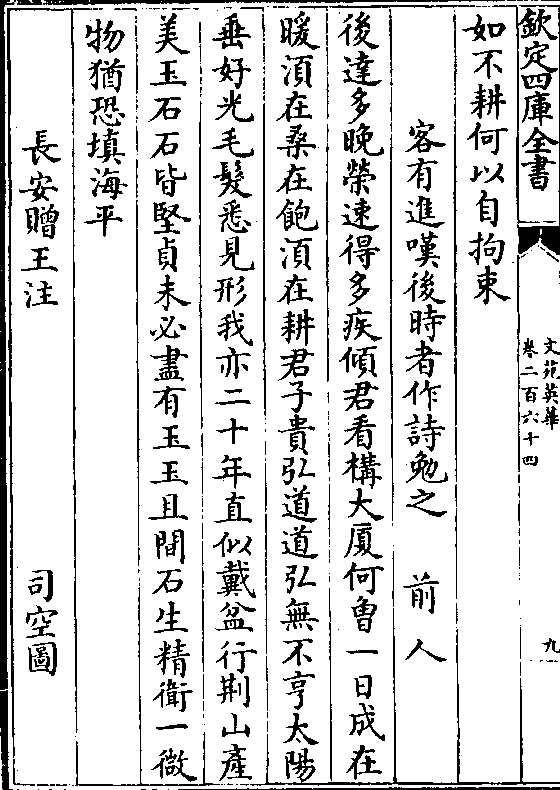 欽定四庫全書
文苑英華
卷二百六十四
九
如不耕何以自拘束
客有進嘆後時者作詩勉之 前人
後達多晚榮速得多疾傾君看構大厦何曾一日成在
暖湏在桑在飽湏在耕君子貴弘道道弘無不亨太陽
垂好光毛髮悉見形我亦二十年直似戴盆行荆山產
美玉石石皆堅貞未必盡有玉玉且間石生精衛一微
物猶恐填海平
長安贈王注 司空圖